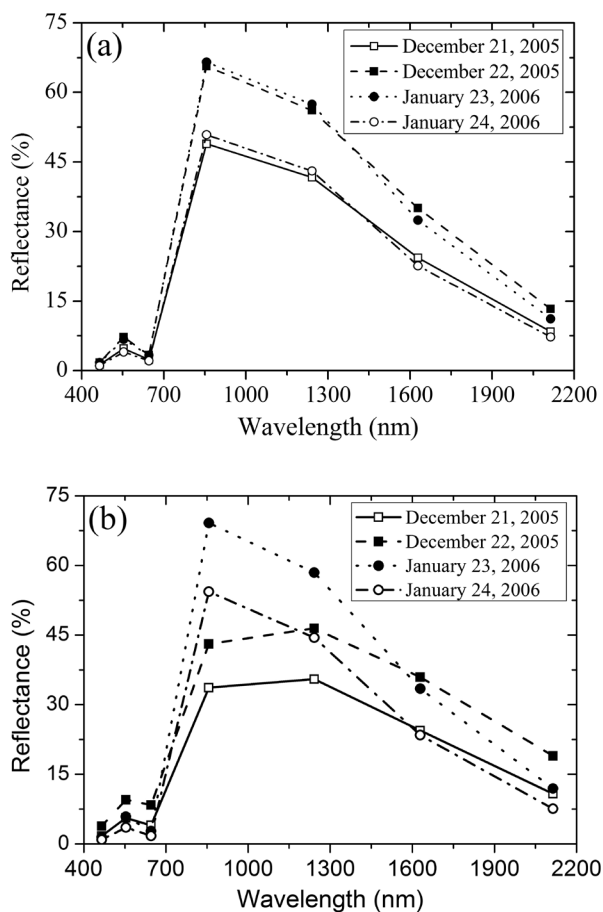 (a)
December 21, 2005
December 22, 2005
January 23, 2006
January 24, 2006
75
60
45
30
15
0
Reflectance (%)
400 700 1000 1300 1600 1900 2200
Wavelength (nm)
(b)
December 21, 2005
December 22, 2005
January 23, 2006
January 24, 2006
75
60
45
30
15
0
Reflectance (%)
400 700 1000 1300 1600 1900 2200
Wavelength (nm)